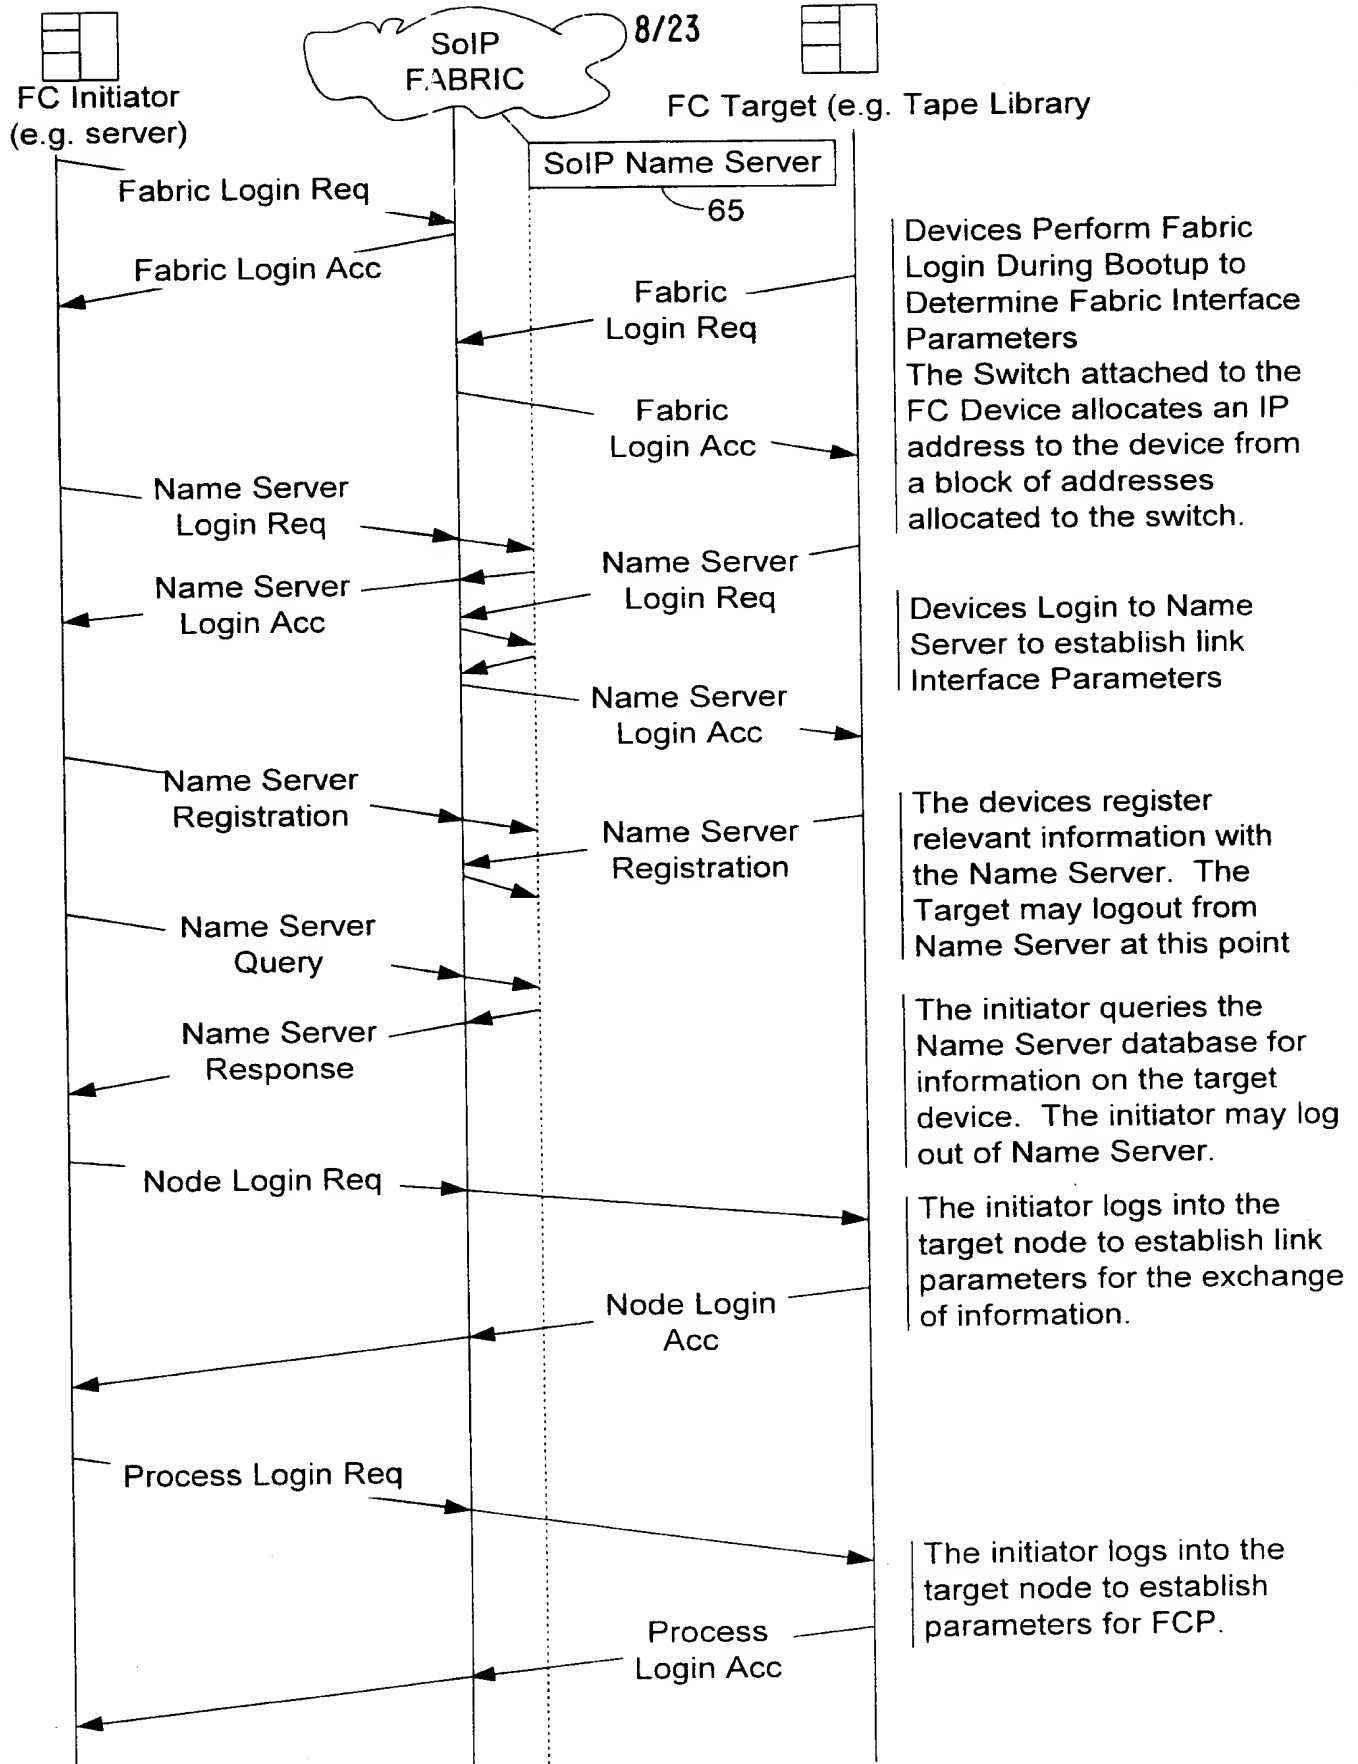 8/23
FC Initiator
(e.g. server)
SoIP
FABRIC
FC Target (e.g. Tape Library
SoIP Name Server
65
Fabric Login Req
Fabric Login Acc
Fabric
Login Req
Fabric
Login Acc
Devices Perform Fabric
Login During Bootup to
Determine Fabric Interface
Parameters
The Switch attached to the
FC Device allocates an IP
address to the device from
a block of addresses
allocated to the switch.
Name Server
Login Req
Name Server
Login Acc
Name Server
Login Req
Name Server
Login Acc
Devices Login to Name
Server to establish link
Interface Parameters
Name Server
Registration
Name Server
Registration
The devices register
relevant information with
the Name Server. The
Target may logout from
Name Server at this point
Name Server
Query
Name Server
Response
The initiator queries the
Name Server database for
information on the target
device. The initiator may log
out of Name Server.
Node Login Req
Node Login
Acc
The initiator logs into the
target node to establish link
parameters for the exchange
of information.
Process Login Req
Process
Login Acc
The initiator logs into the
target node to establish
parameters for FCP.